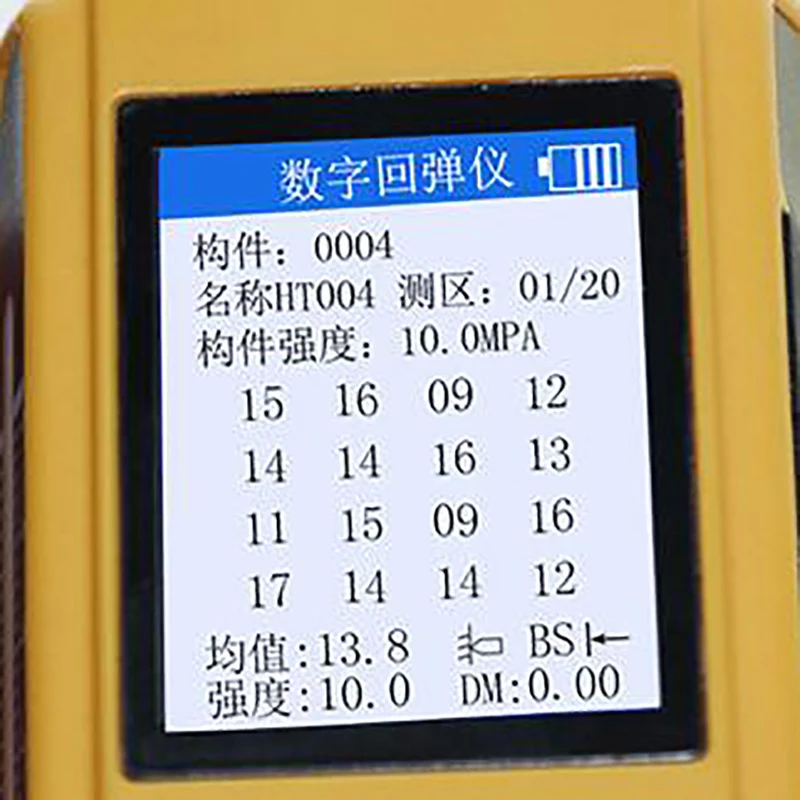 数字回弹仪
构件：0004
名称HT004 测区：01/20
构件强度：10.0MPA
15 16 09 12
14 14 16 13
11 15 09 16
17 14 14 12
均值:13.8 BS
强度:10.0 DM:0.00